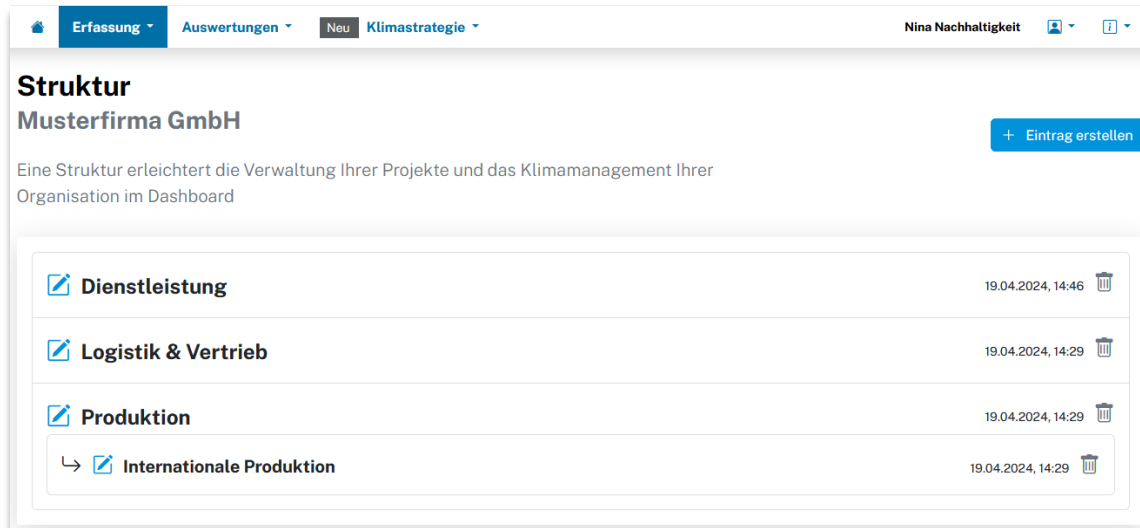 Erfassung Auswertungen Neu Klimastrategie Nina Nachhaltigkeit
Struktur
Musterfirma GmbH
+ Eintrag erstellen
Eine Struktur erleichtert die Verwaltung Ihrer Projekte und das Klimamanagement Ihrer
Organisation im Dashboard
Dienstleistung 19.04.2024, 14:46
Logistik & Vertrieb 19.04.2024, 14:29
Produktion 19.04.2024, 14:29
Internationale Produktion 19.04.2024, 14:29